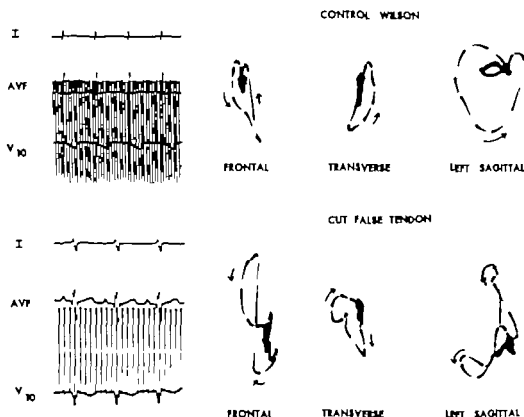 CONTROL WILSON
I
AVF
V10
FRONTAL TRANSVERSE LEFT SAGITTAL
CUT FALSE TENDON
I
AVF
V10
FRONTAL TRANSVERSE LEFT SAGITTAL